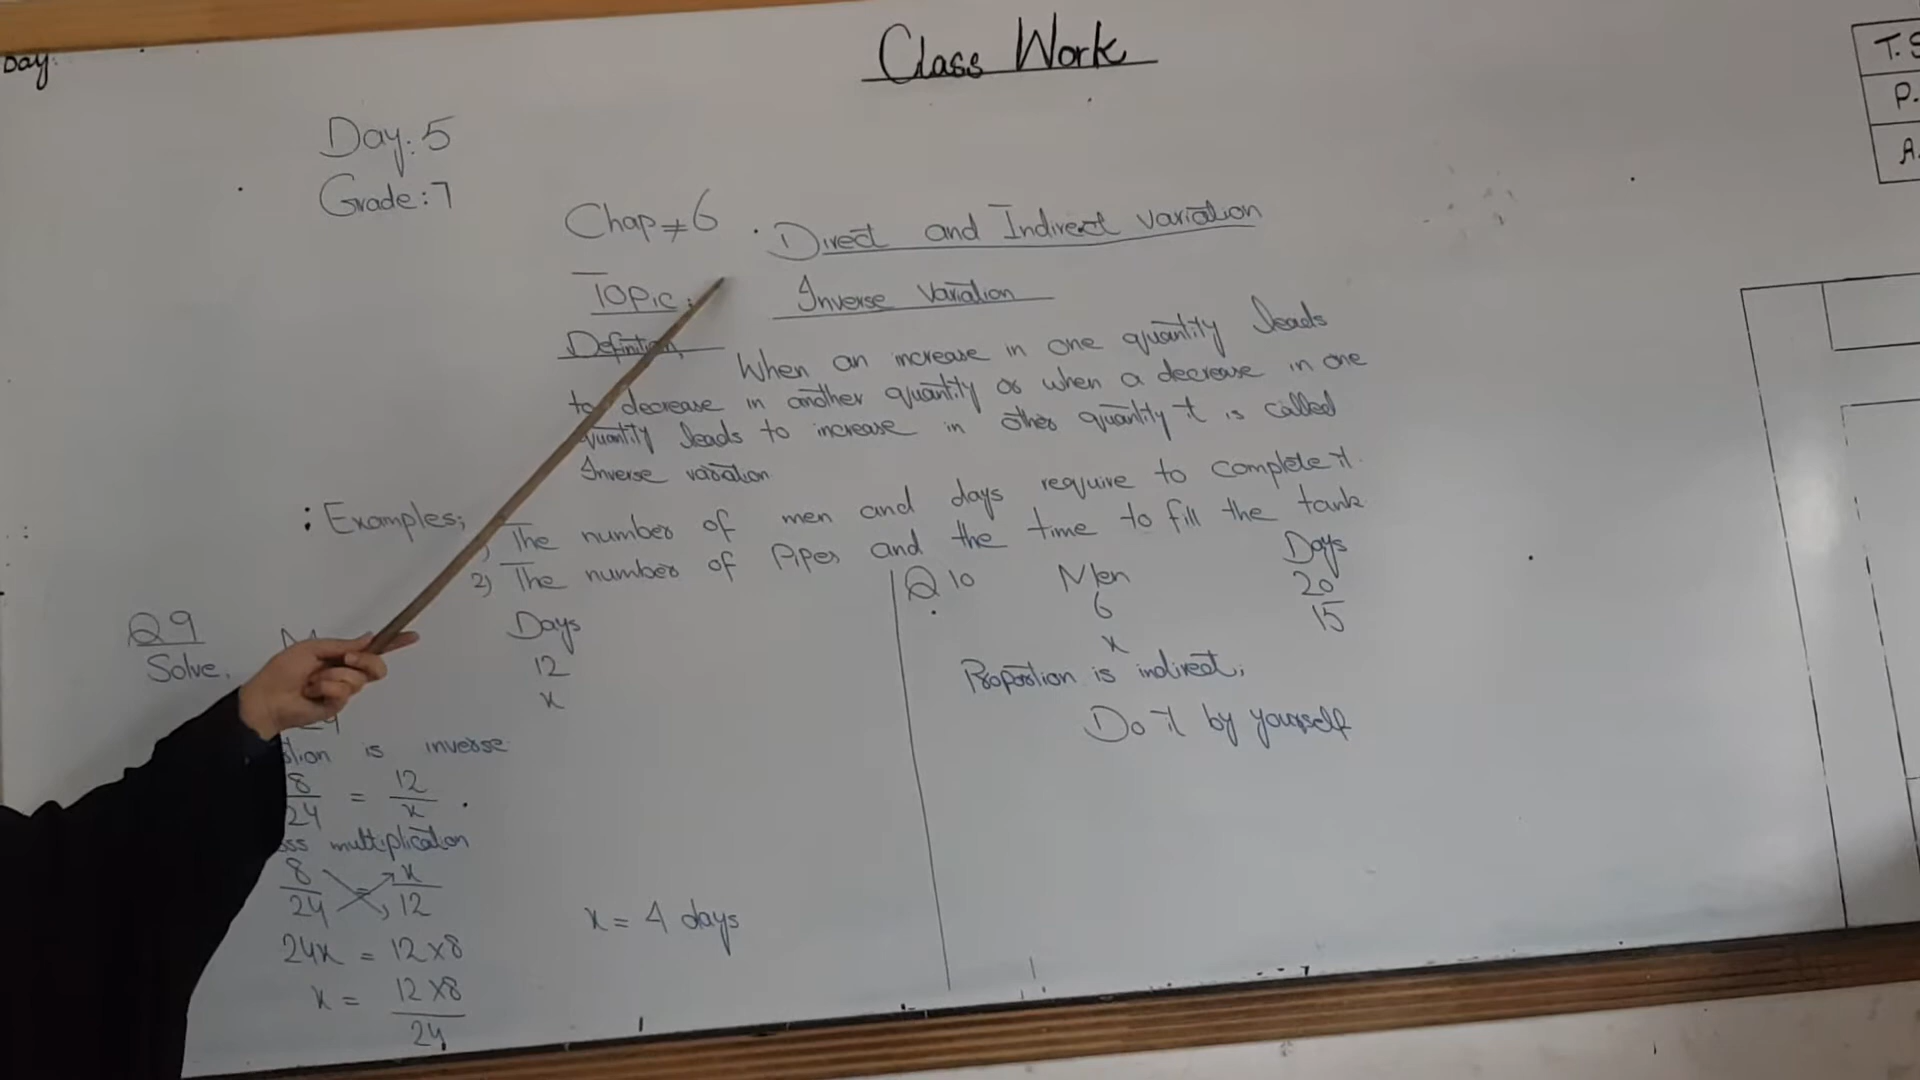 Day:
Class Work
T.S
P.
A.
Day: 5
Grade: 7
Chap # 6 . Direct and Indirect variation
Topic: Inverse Variation
Definition, When an increase in one quantity leads
to decrease in another quantity or when a decrease in one
quantity leads to increase in other quantity t is called
Inverse variation
: Examples;
1) The number of men and days require to complete it.
2) The number of Pipes and the time to fill the tank
Q9
Solve.
Days
12
x
24
tion is inverse
8/24 = 12/x
oss multiplication
8/24 = x/12
24x = 12 x 8
x = 12 x 8/24
x = 4 days
Q 10 Men Days
6 20
x 15
Proportion is indirect,
Do it by yourself